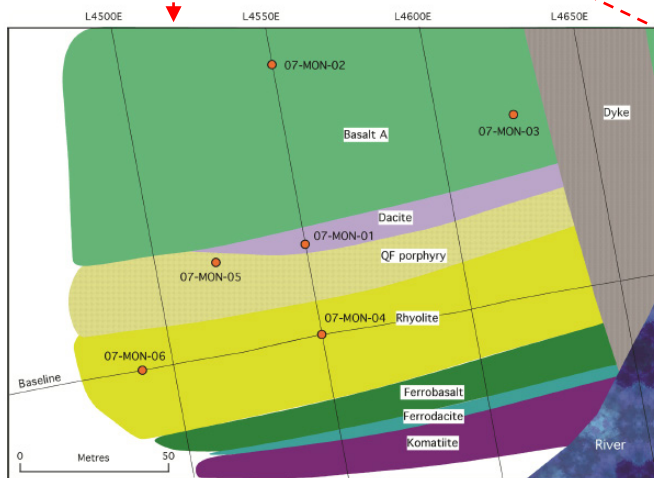 L4500E L4550E L4600E L4650E
07-MON-02
07-MON-03
Dyke
Basalt A
Dacite
07-MON-01
QF porphyry
07-MON-05
07-MON-04
Rhyolite
07-MON-06
Baseline
Ferrobasalt
Ferrodacite
Komatiite
River
0 Metres 50